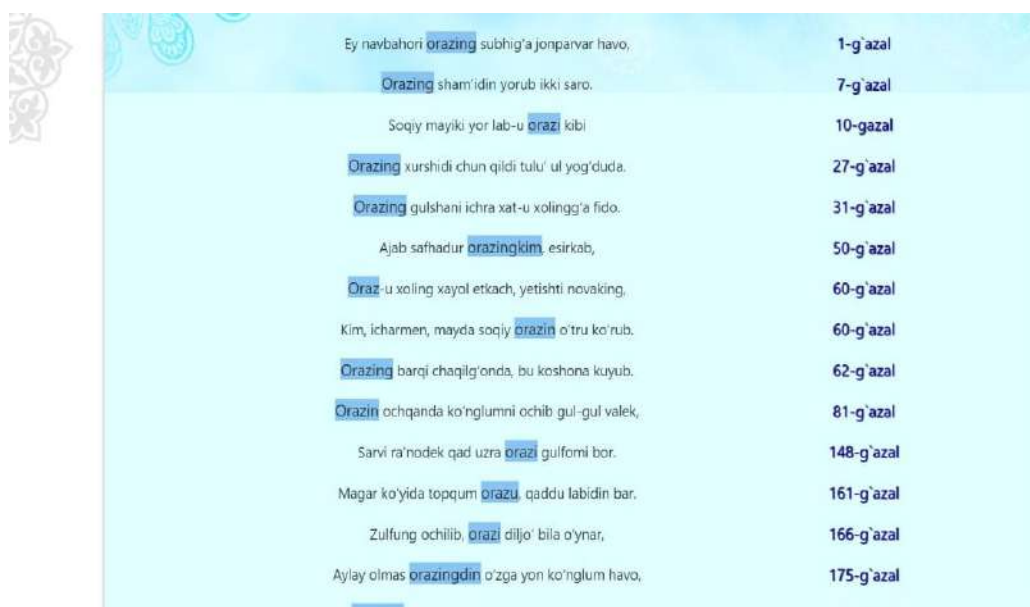 Ey navbahori orazing subhig'a jonparvar havo, 1-g`azal
Orazing sham'idin yorub ikki saro. 7-g`azal
Soqiy mayiki yor lab-u orazi kibi 10-gazal
Orazing xurshidi chun qildi tulu' ul yog'duda. 27-g`azal
Orazing gulshani ichra xat-u xolingg'a fido. 31-g`azal
Ajab safhadur orazingkim, esirkab, 50-g`azal
Oraz-u xoling xayol etkach, yetishti novaking, 60-g`azal
Kim, icharmen, mayda soqiy orazin o'tru ko'rub. 60-g`azal
Orazing barqi chaqilg'onda, bu koshona kuyub. 62-g`azal
Orazin ochqanda ko'nglumni ochib gul-gul valek, 81-g`azal
Sarvi ra'nodek qad uzra orazi gulfomi bor. 148-g`azal
Magar ko'yida topqum orazu, qaddu labidin bar. 161-g`azal
Zulfung ochilib, orazi diljo' bila o'ynar, 166-g`azal
Aylay olmas orazingdin o'zga yon ko'nglum havo, 175-g`azal